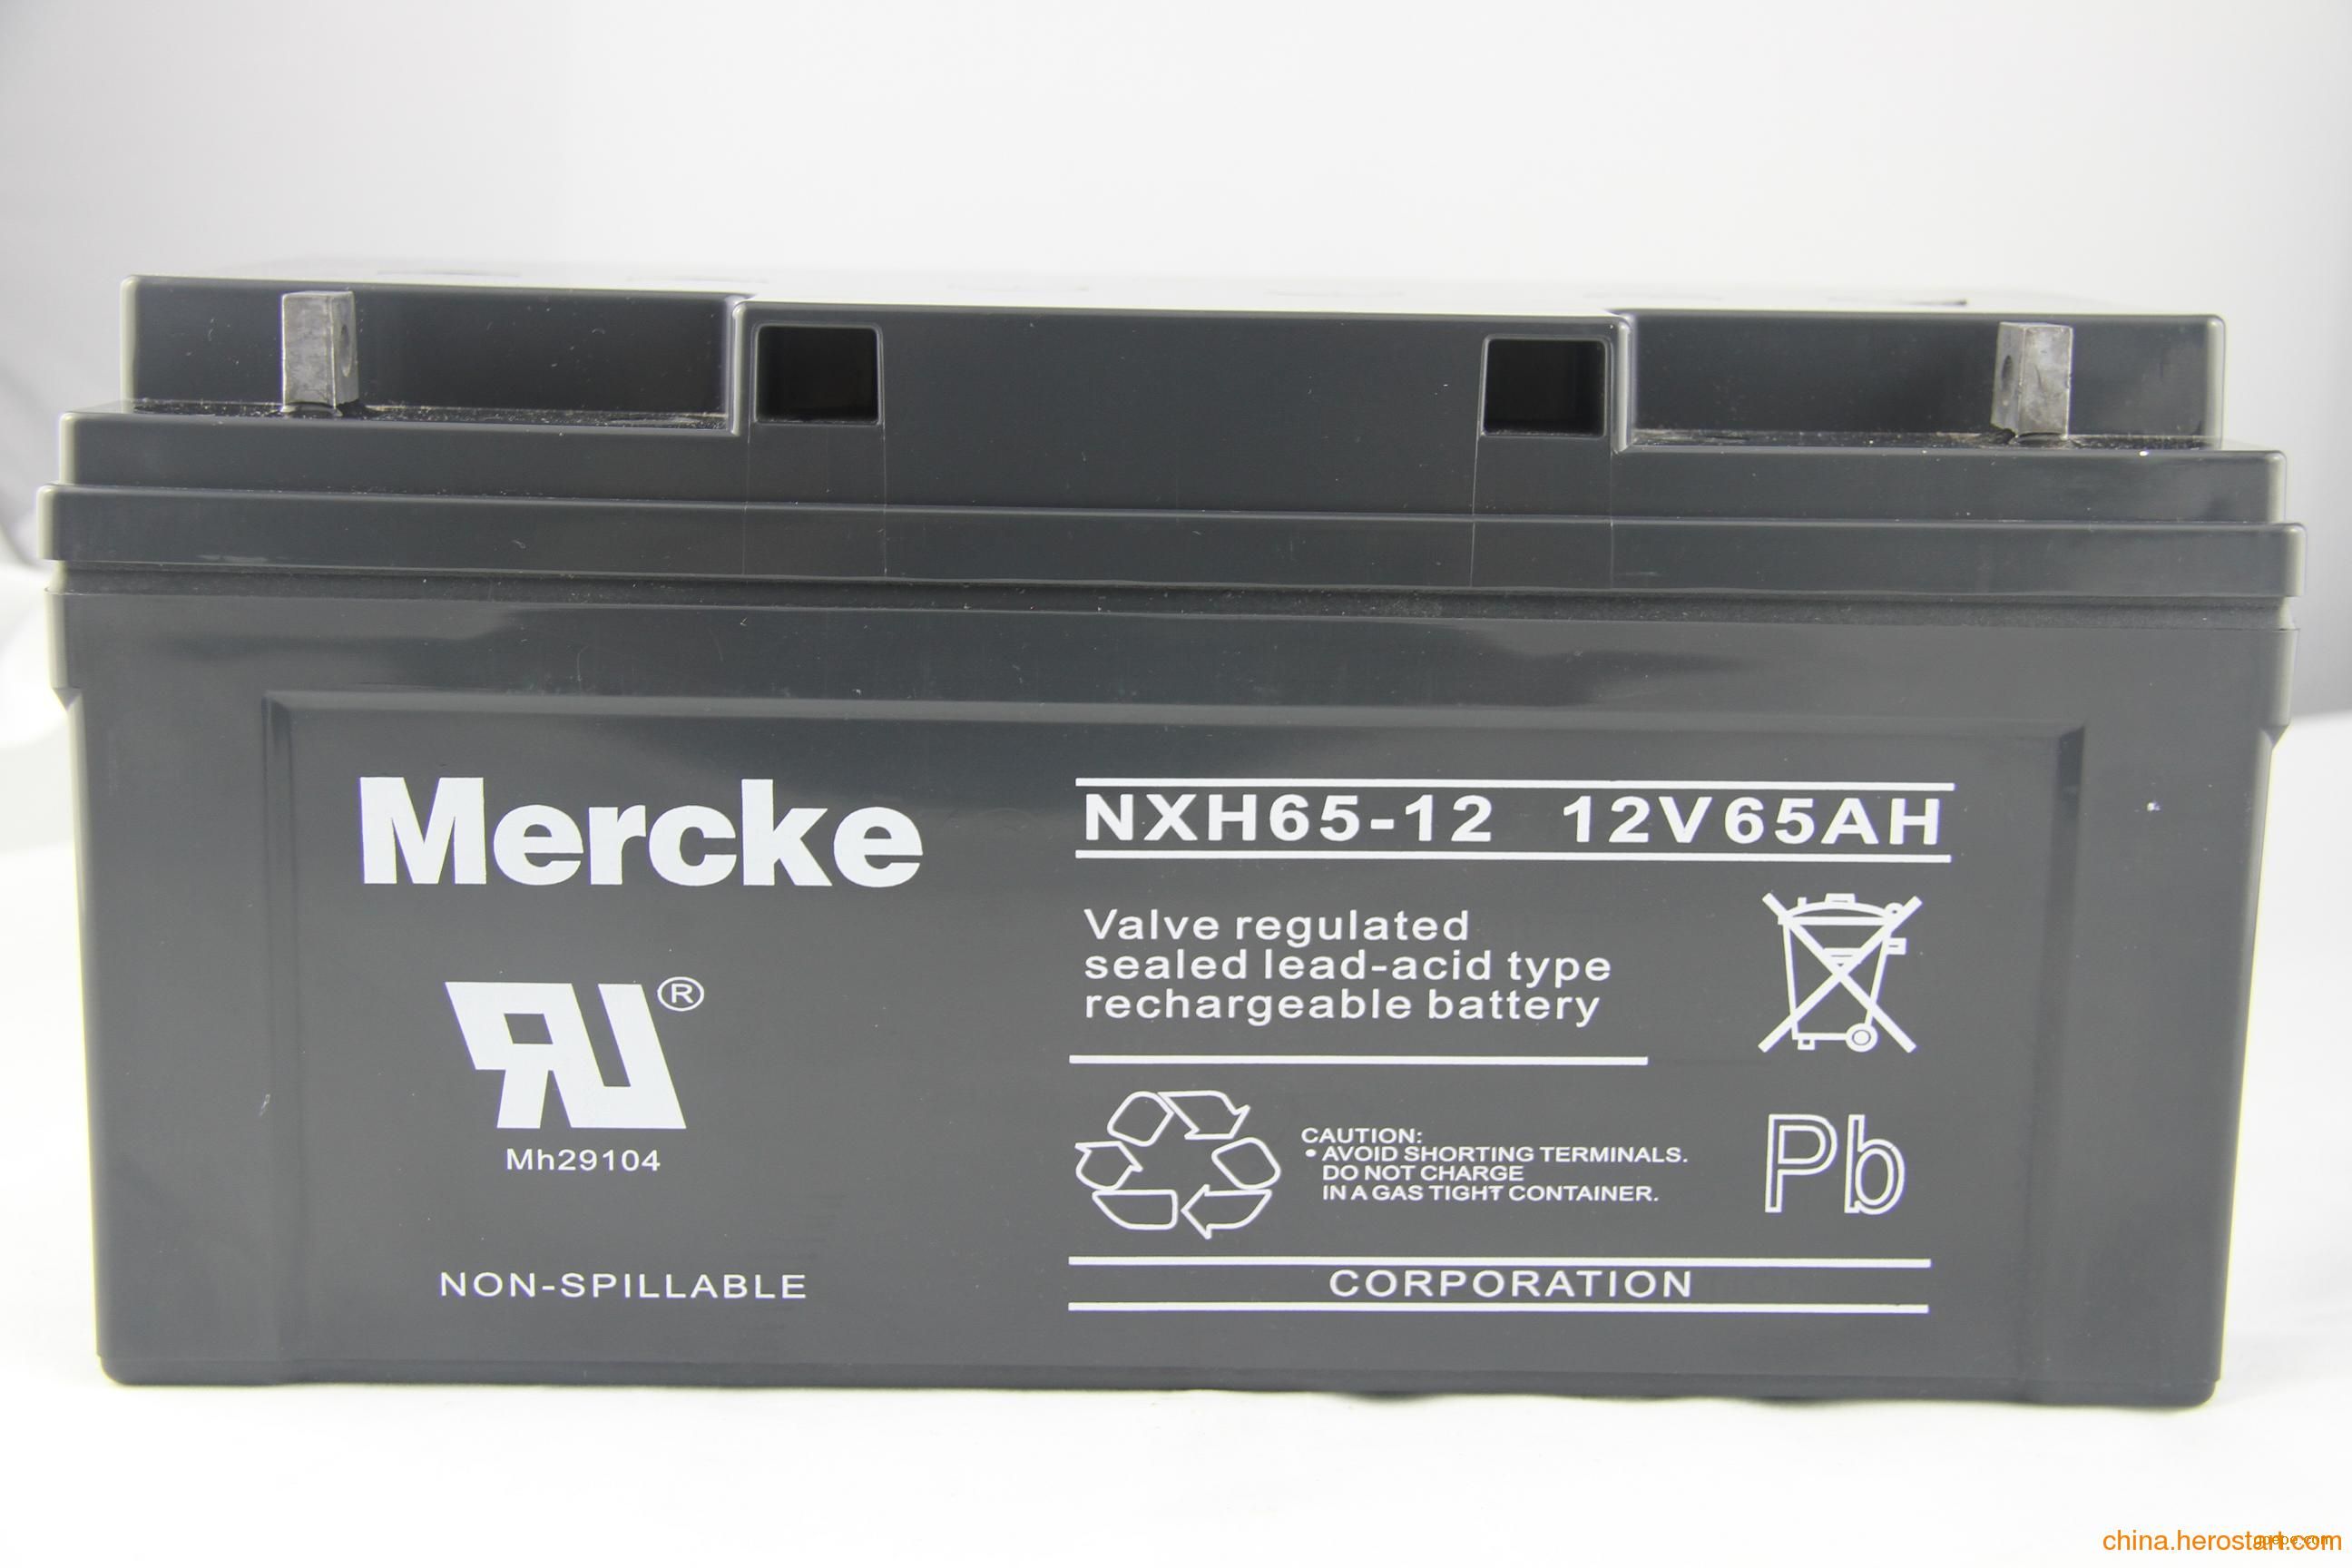 Mercke
NXH65-12 12V65AH
Valve regulated
sealed lead-acid type
rechargeable battery
RU®
Mh29104
CAUTION:
• AVOID SHORTING TERMINALS.
DO NOT CHARGE
IN A GAS TIGHT CONTAINER.
Pb
NON-SPILLABLE
CORPORATION
china.herostart.com